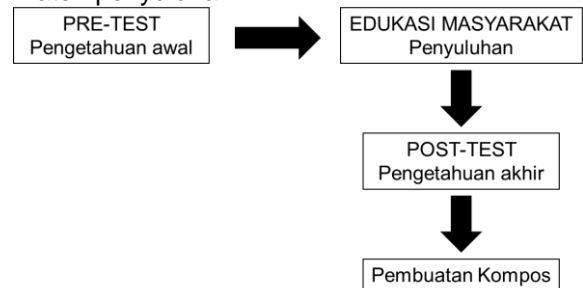 PRE-TEST
Pengetahuan awal
EDUKASI MASYARAKAT
Penyuluhan
POST-TEST
Pengetahuan akhir
Pembuatan Kompos